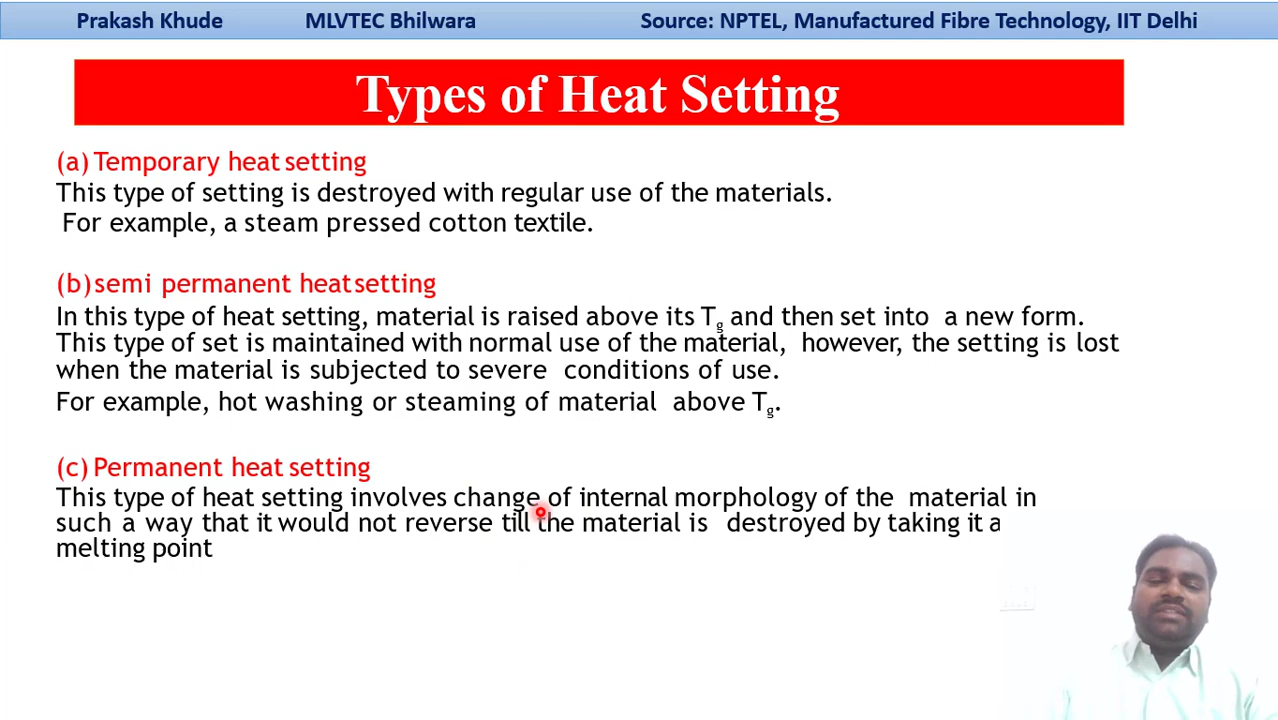 Prakash Khude MLVTEC Bhilwara Source: NPTEL, Manufactured Fibre Technology, IIT Delhi
Types of Heat Setting
(a) Temporary heat setting
This type of setting is destroyed with regular use of the materials.
For example, a steam pressed cotton textile.
(b) semi permanent heat setting
In this type of heat setting, material is raised above its Tg and then set into a new form.
This type of set is maintained with normal use of the material, however, the setting is lost
when the material is subjected to severe conditions of use.
For example, hot washing or steaming of material above Tg.
(c) Permanent heat setting
This type of heat setting involves change of internal morphology of the material in
such a way that it would not reverse till the material is destroyed by taking it
melting point